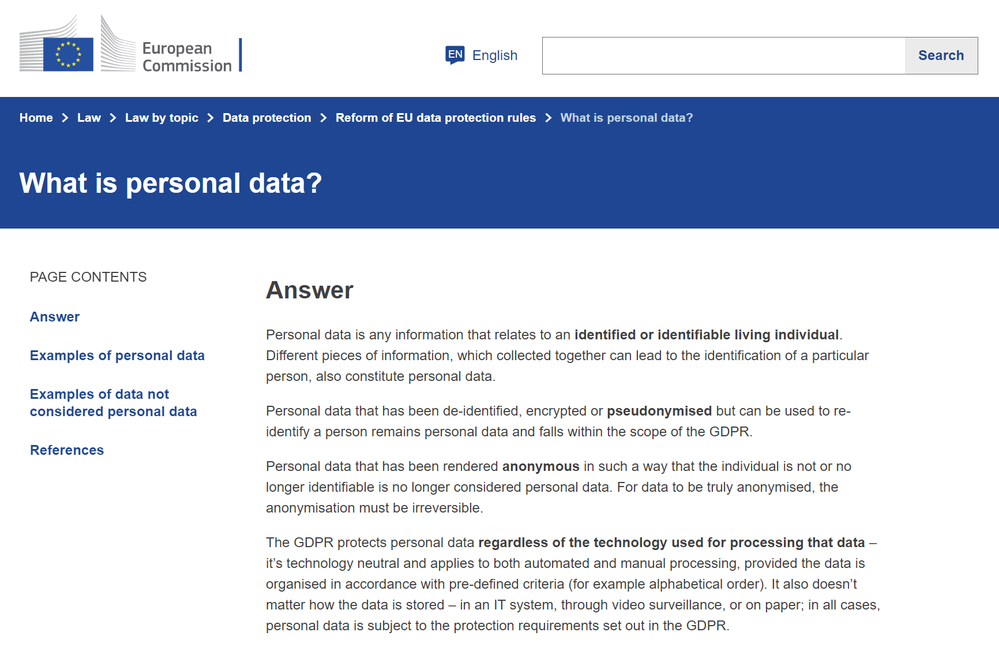 European
Commission
EN English
Search
Home > Law > Law by topic > Data protection > Reform of EU data protection rules > What is personal data?
What is personal data?
PAGE CONTENTS
Answer
Examples of personal data
Examples of data not
considered personal data
References
Answer
Personal data is any information that relates to an identified or identifiable living individual.
Different pieces of information, which collected together can lead to the identification of a particular
person, also constitute personal data.
Personal data that has been de-identified, encrypted or pseudonymised but can be used to re-
identify a person remains personal data and falls within the scope of the GDPR.
Personal data that has been rendered anonymous in such a way that the individual is not or no
longer identifiable is no longer considered personal data. For data to be truly anonymised, the
anonymisation must be irreversible.
The GDPR protects personal data regardless of the technology used for processing that data –
it’s technology neutral and applies to both automated and manual processing, provided the data is
organised in accordance with pre-defined criteria (for example alphabetical order). It also doesn’t
matter how the data is stored – in an IT system, through video surveillance, or on paper; in all cases,
personal data is subject to the protection requirements set out in the GDPR.